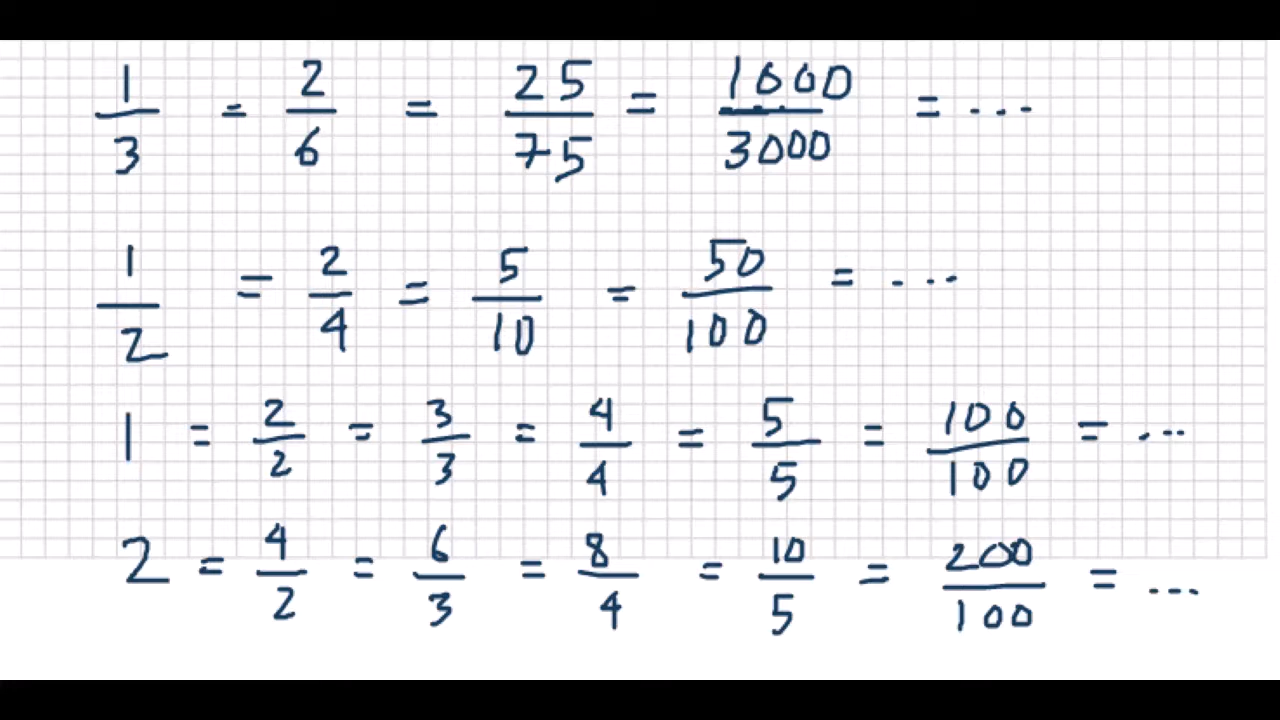 1/3 = 2/6 = 25/75 = 1000/3000 = ...
1/2 = 2/4 = 5/10 = 50/100 = ...
1 = 2/2 = 3/3 = 4/4 = 5/5 = 100/100 = ...
2 = 4/2 = 6/3 = 8/4 = 10/5 = 200/100 = ...